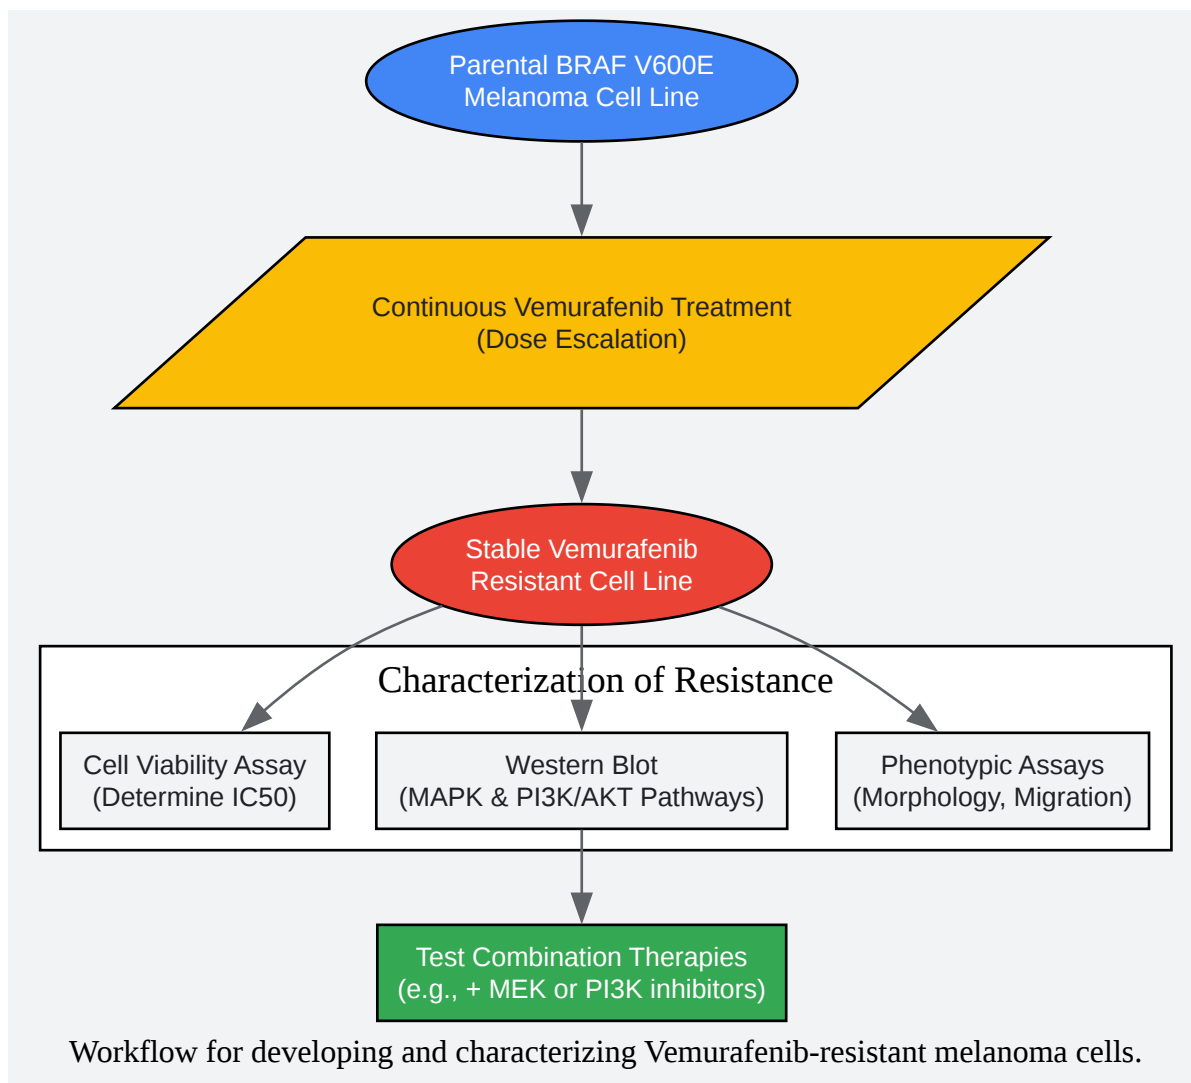 Parental BRAF V600E
Melanoma Cell Line
Continuous Vemurafenib Treatment
(Dose Escalation)
Stable Vemurafenib
Resistant Cell Line
Characterization of Resistance
Cell Viability Assay
(Determine IC50)
Western Blot
(MAPK & PI3K/AKT Pathways)
Phenotypic Assays
(Morphology, Migration)
Test Combination Therapies
(e.g., + MEK or PI3K inhibitors)
Workflow for developing and characterizing Vemurafenib-resistant melanoma cells.